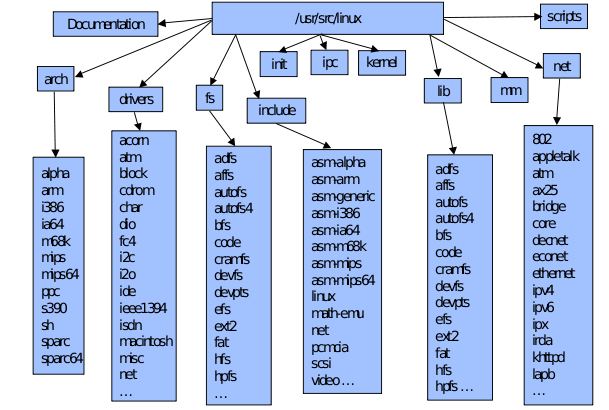 /usr/src/linux
Documentation
scripts
arch
drivers
fs
include
init
ipc
kernel
lib
mm
net
alpha
arm
i386
ia64
m68k
mips
mips64
ppc
s390
sh
sparc
sparc64
acorn
atm
block
cdrom
char
dio
fc4
i2c
i2o
ide
ieee1394
isdn
macintosh
misc
net
…
adfs
affs
autofs
autofs4
bfs
code
cramfs
devfs
devpts
efs
ext2
fat
hfs
hpfs
…
asm-alpha
asm-arm
asm-generic
asm-i386
asm-ia64
asm-m68k
asm-mips
asm-mips64
linux
math-emu
net
pcmcia
scsi
video …
adfs
affs
autofs
autofs4
bfs
code
cramfs
devfs
devpts
efs
ext2
fat
hfs
hpfs …
802
appletalk
atm
ax25
bridge
core
decnet
econet
ethernet
ipv4
ipv6
ipx
irda
khttpd
lapb
…